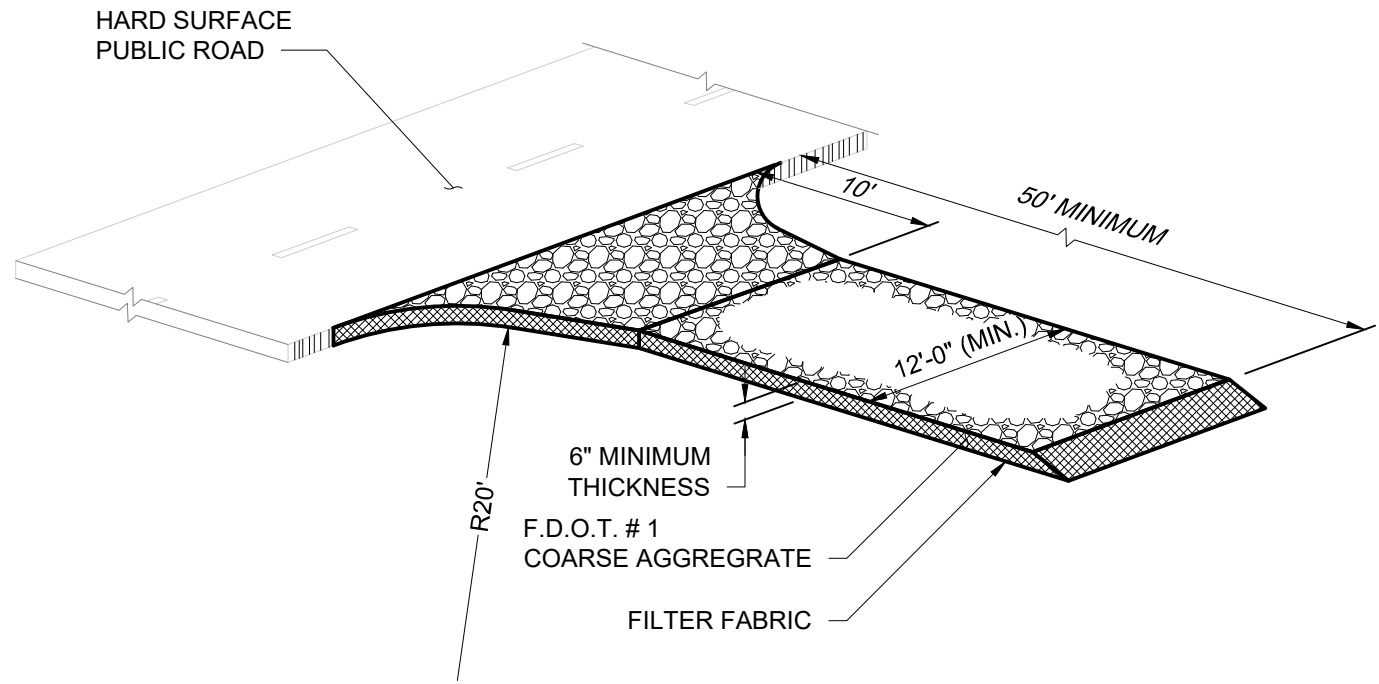 HARD SURFACE
PUBLIC ROAD
10'
50' MINIMUM
12'-0" (MIN.)
6" MINIMUM
THICKNESS
R20'
F.D.O.T. # 1
COARSE AGGREGRATE
FILTER FABRIC